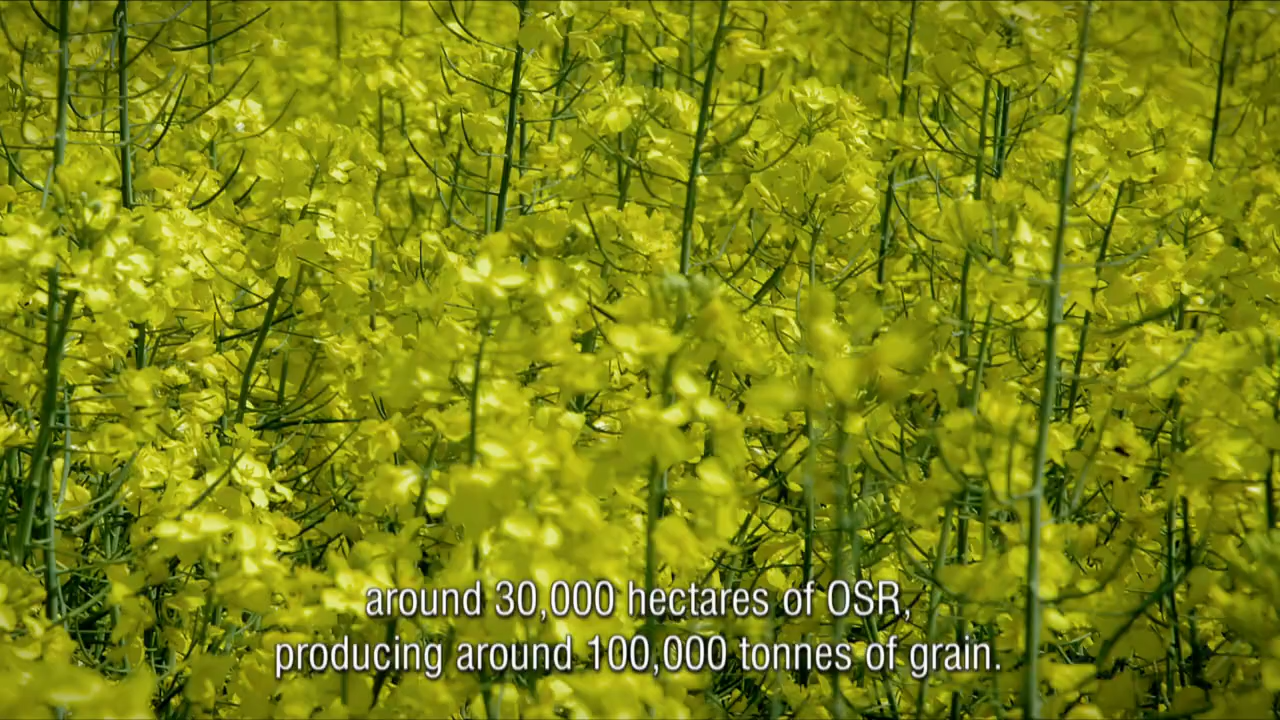 around 30,000 hectares of OSR,
producing around 100,000 tonnes of grain.